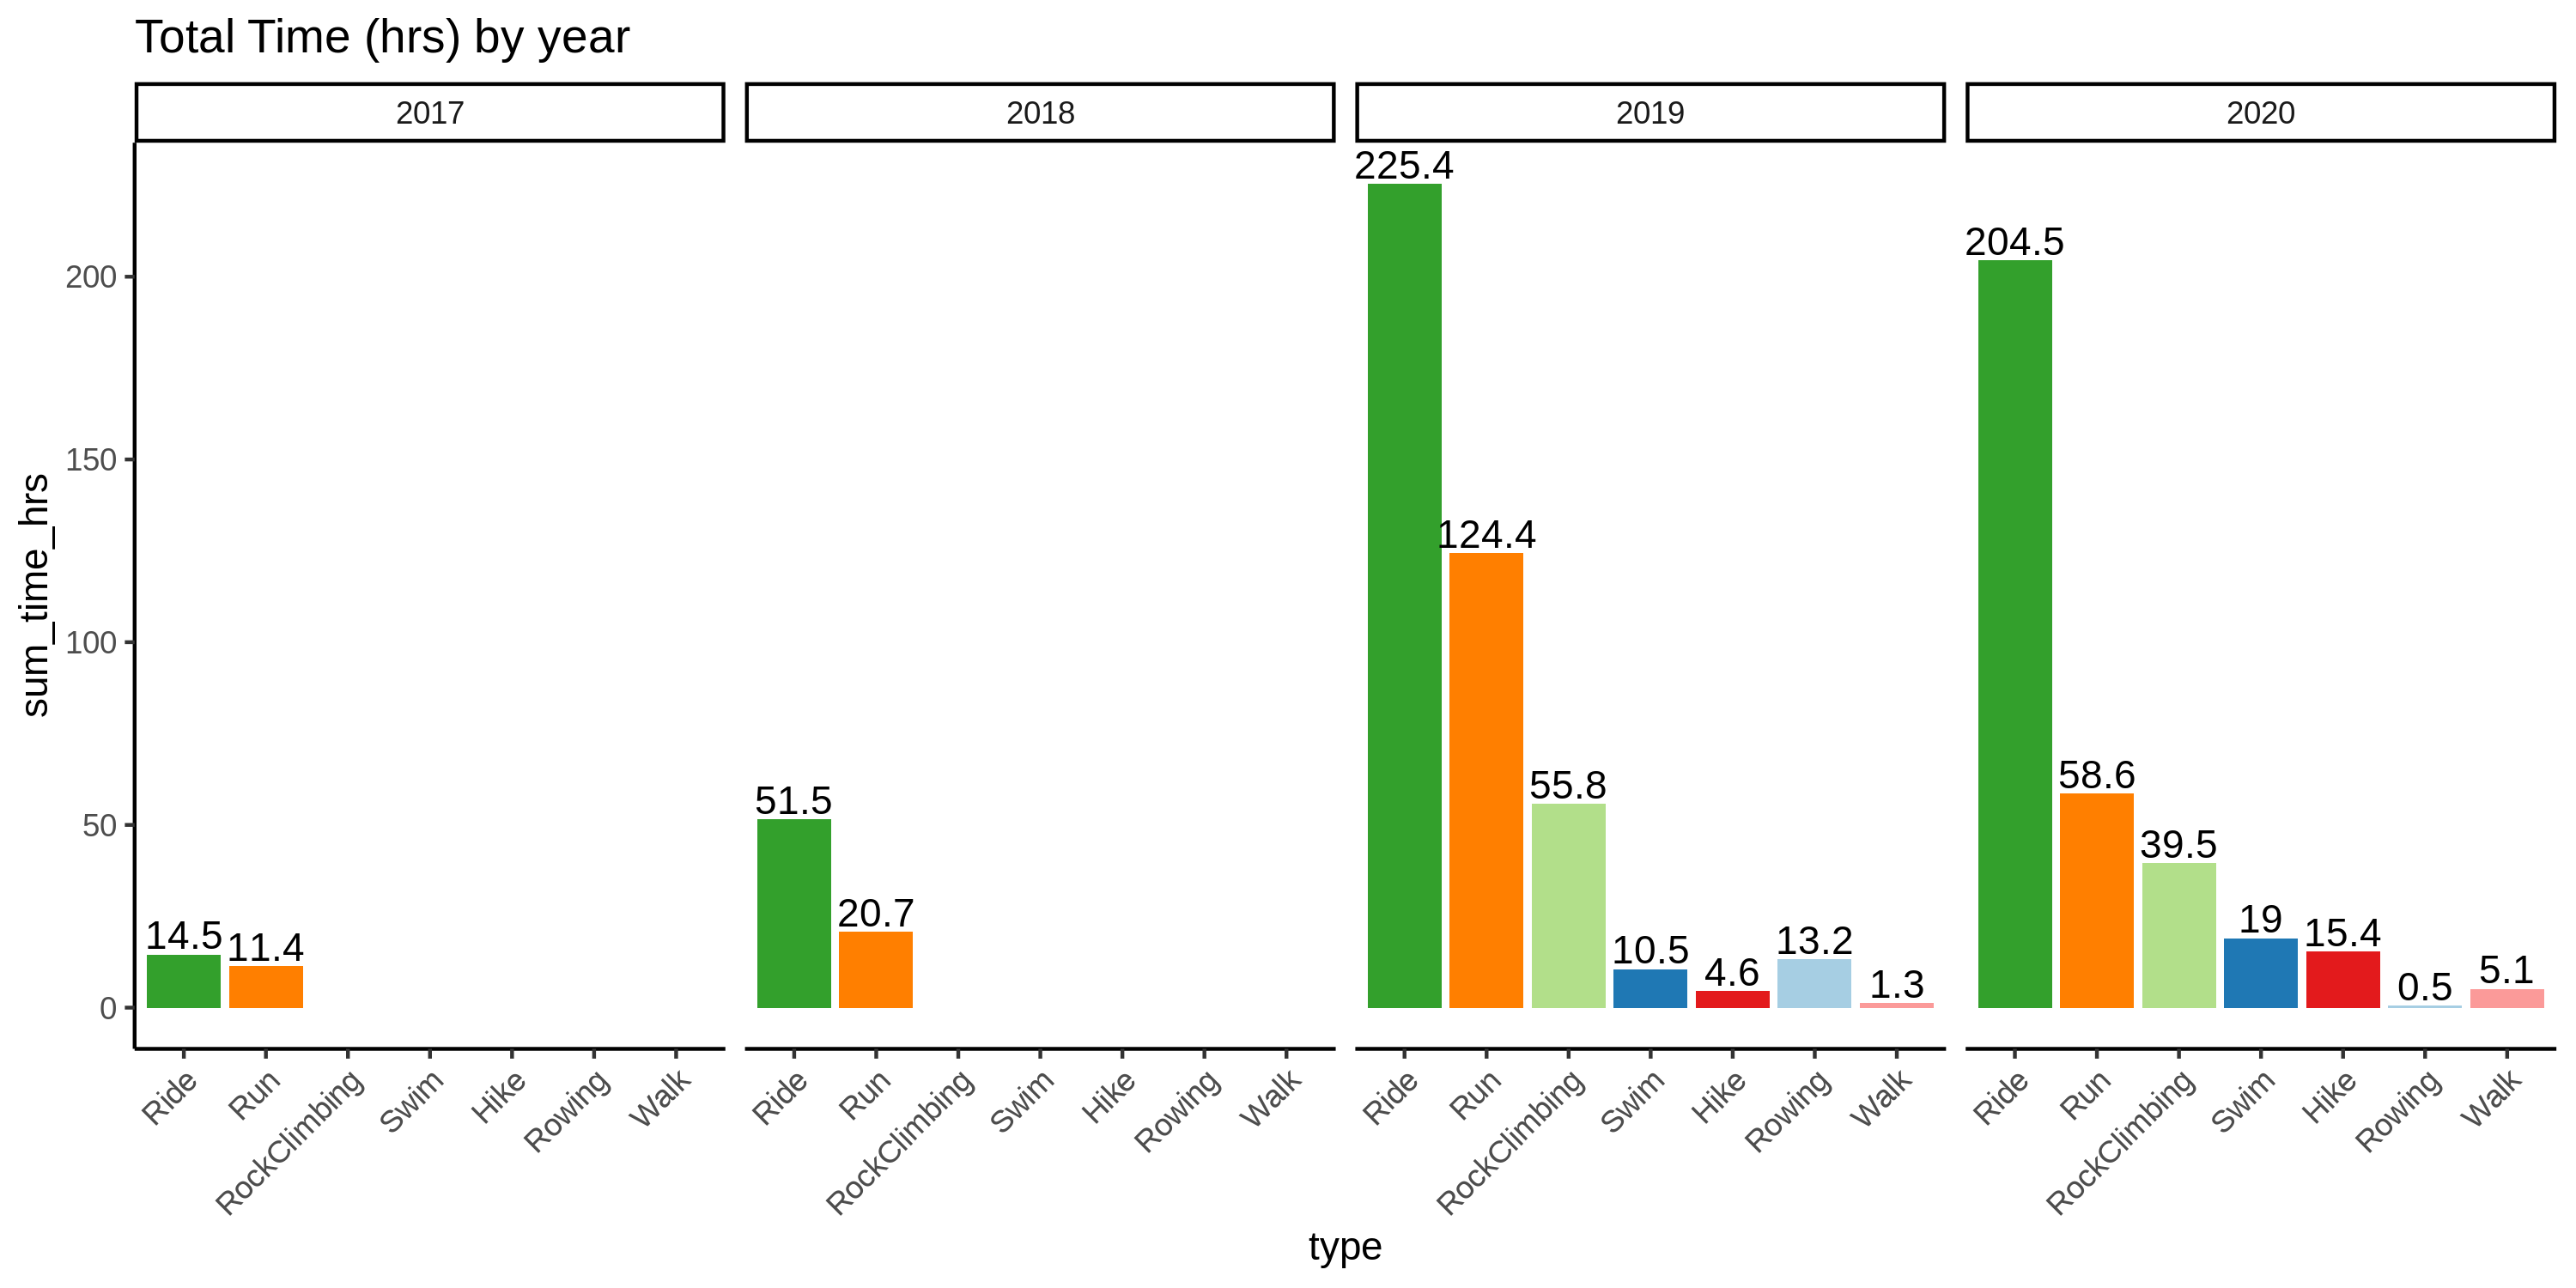 Total Time (hrs) by year
2017 2018 2019 2020
225.4
204.5
200
150
124.4
sum_time_hrs
100
51.5 55.8 58.6
50
39.5
14.5 11.4 20.7 10.5 4.6 13.2 1.3 19 15.4 0.5 5.1
0
Ride Run RockClimbing Swim Hike Rowing Walk Ride Run RockClimbing Swim Hike Rowing Walk Ride Run RockClimbing Swim Hike Rowing Walk Ride Run RockClimbing Swim Hike Rowing Walk
type